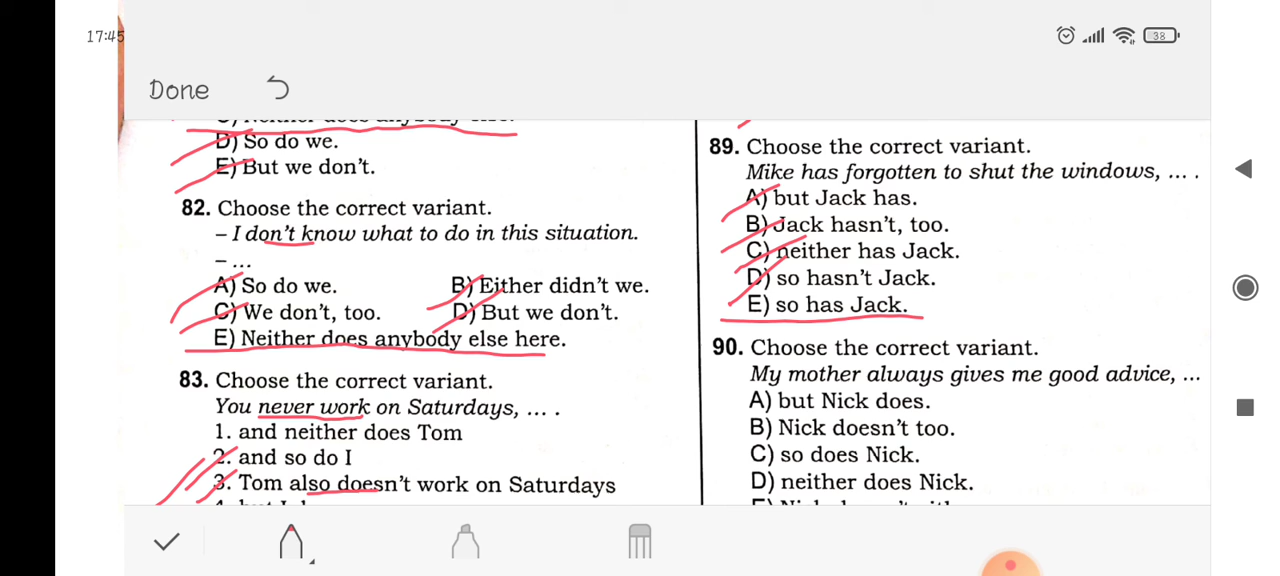 17:45
38
Done
C) Neither does anybody else.
D) So do we.
E) But we don't.
82. Choose the correct variant.
– I don't know what to do in this situation.
– ...
A) So do we. B) Either didn't we.
C) We don't, too. D) But we don't.
E) Neither does anybody else here.
83. Choose the correct variant.
You never work on Saturdays, ... .
1. and neither does Tom
2. and so do I
3. Tom also doesn't work on Saturdays
89. Choose the correct variant.
Mike has forgotten to shut the windows, ... .
A) but Jack has.
B) Jack hasn't, too.
C) neither has Jack.
D) so hasn't Jack.
E) so has Jack.
90. Choose the correct variant.
My mother always gives me good advice, ...
A) but Nick does.
B) Nick doesn't too.
C) so does Nick.
D) neither does Nick.